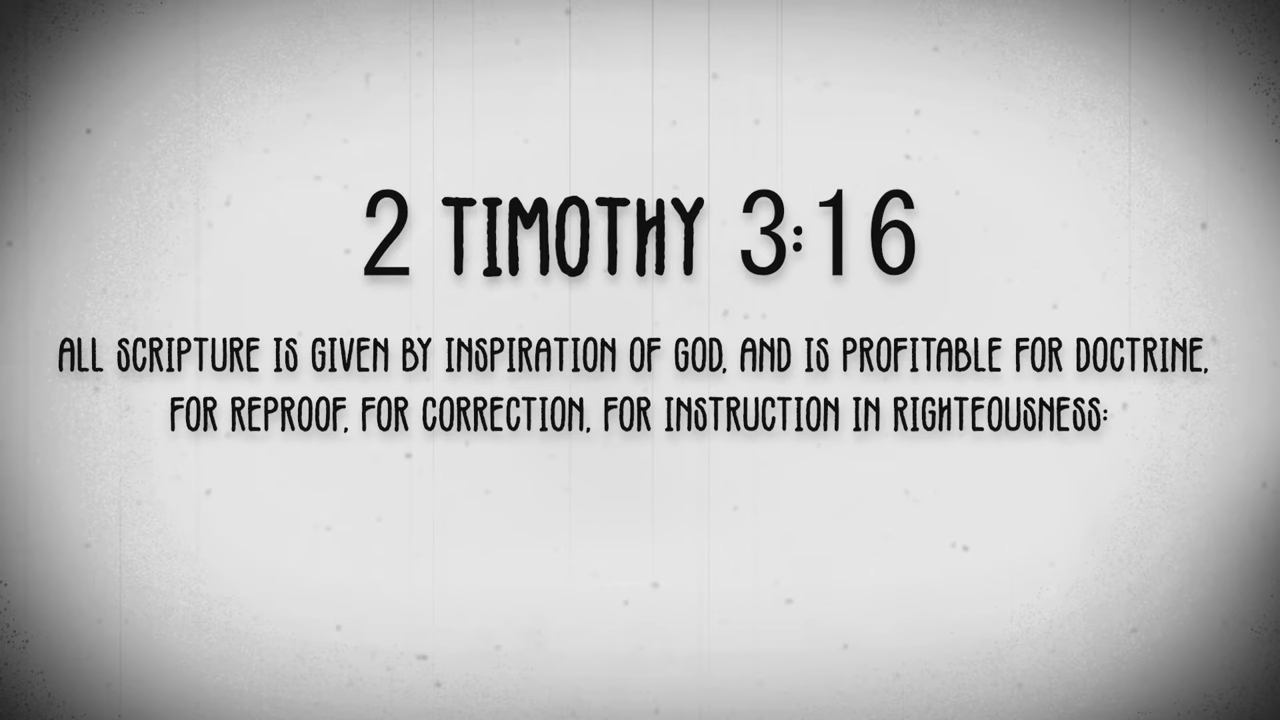 2 TIMOTHY 3:16
ALL SCRIPTURE IS GIVEN BY INSPIRATION OF GOD, AND IS PROFITABLE FOR DOCTRINE,
FOR REPROOF, FOR CORRECTION, FOR INSTRUCTION IN RIGHTEOUSNESS: